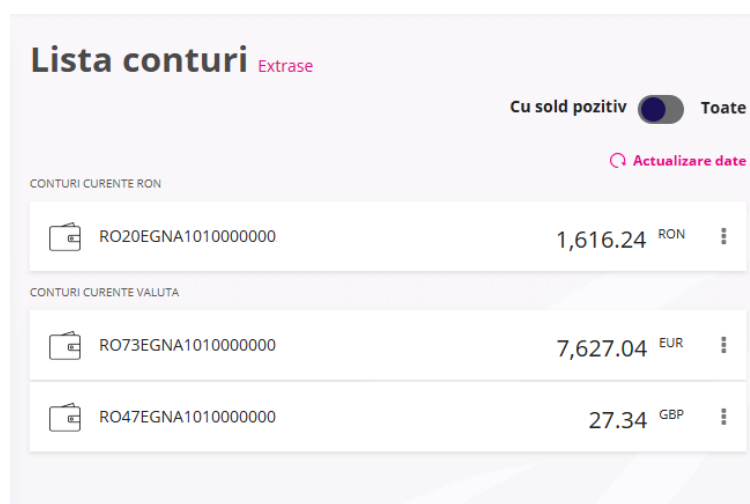 Lista conturi Extrase
Cu sold pozitiv Toate
Actualizare date
CONTURI CURENTE RON
RO20EGNA1010000000 1,616.24 RON
CONTURI CURENTE VALUTA
RO73EGNA1010000000 7,627.04 EUR
RO47EGNA1010000000 27.34 GBP